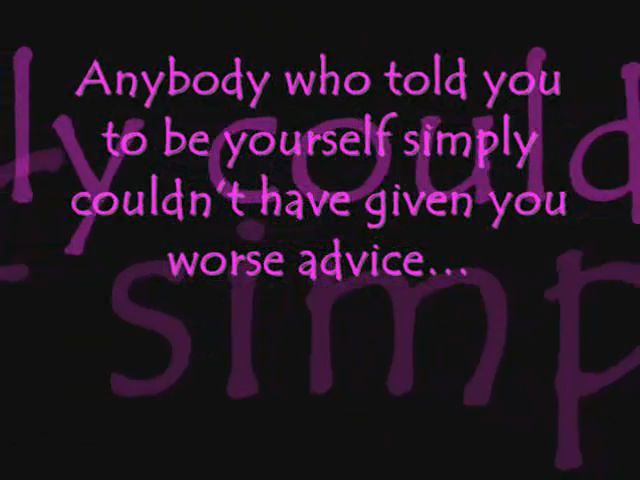 Anybody who told you
to be yourself simply
couldn't have given you
worse advice...